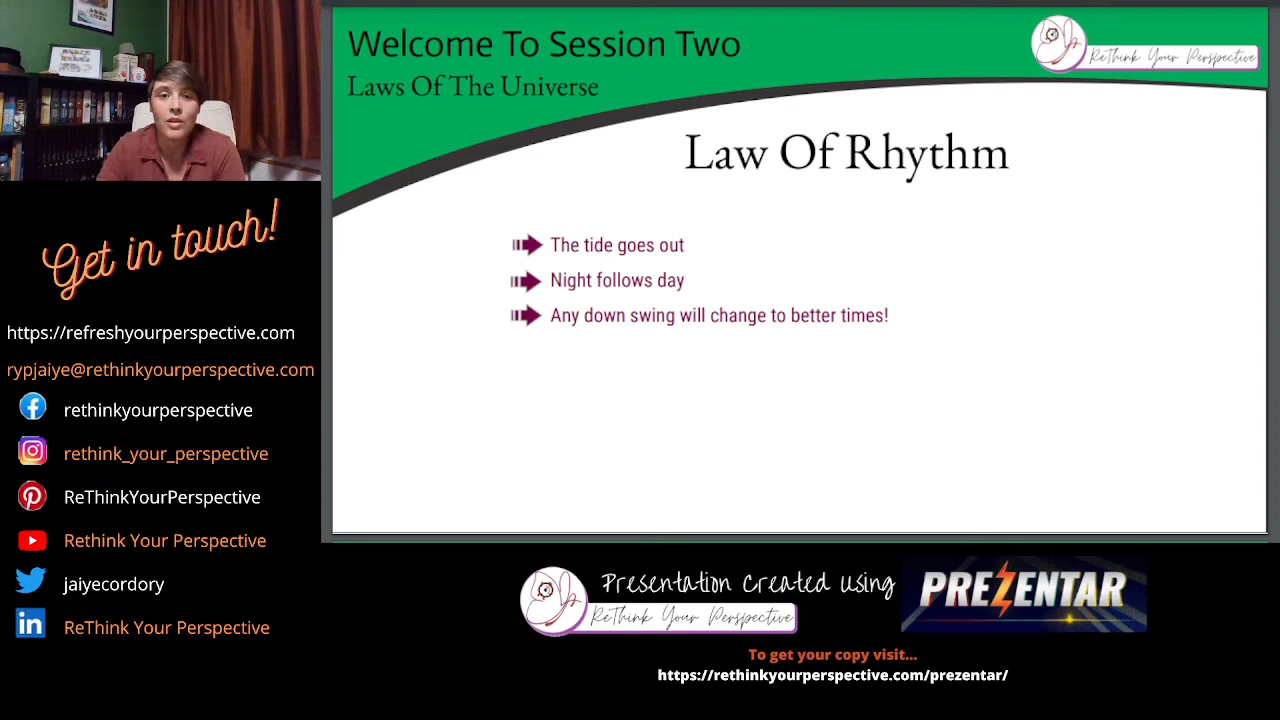 Welcome To Session Two
Laws Of The Universe
ReThink Your Perspective
Law Of Rhythm
The tide goes out
Night follows day
Any down swing will change to better times!
Get in touch!
https://refreshyourperspective.com
rypjaiye@rethinkyourperspective.com
rethinkyourperspective
rethink_your_perspective
ReThinkYourPerspective
Rethink Your Perspective
jaiyecordory
ReThink Your Perspective
Presentation Created Using
ReThink Your Perspective
PREZENTAR
To get your copy visit...
https://rethinkyourperspective.com/prezentar/